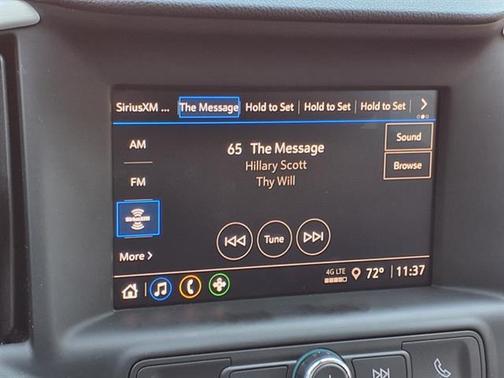 SiriusXM ... The Message Hold to Set Hold to Set Hold to Set >
AM 65 The Message Sound
Hillary Scott Browse
FM Thy Will
SiriusXM
Tune
More >
4G LTE 72° 11:37